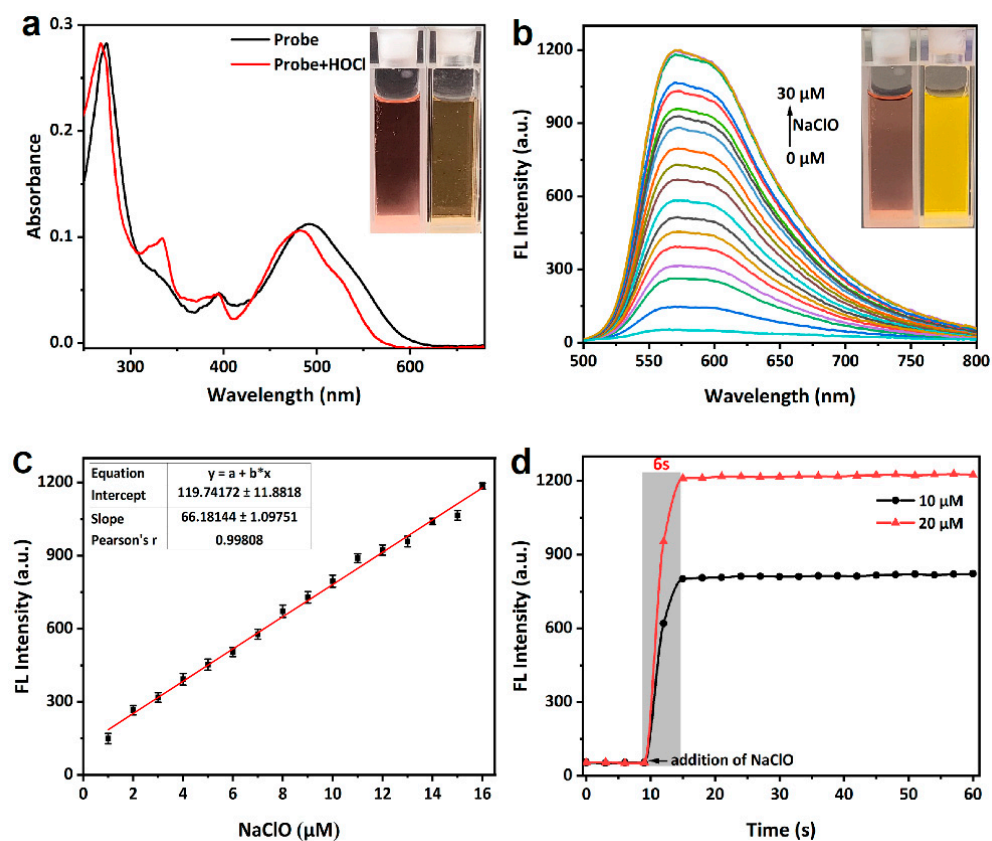 a
0.3
0.2
0.1
0.0
Absorbance
300
400
500
600
Wavelength (nm)
Probe
Probe+HOCl
b
1200
900
600
300
0
FL Intensity (a.u.)
500
550
600
650
700
750
800
Wavelength (nm)
30 µM
NaClO
0 µM
c
Equation y = a + b*x
Intercept 119.74172 ± 11.8818
Slope 66.18144 ± 1.09751
Pearson's r 0.99808
1200
900
600
300
0
FL Intensity (a.u.)
0
2
4
6
8
10
12
14
16
NaClO (µM)
d
6s
10 µM
20 µM
addition of NaClO
1200
900
600
300
0
FL Intensity (a.u.)
0
10
20
30
40
50
60
Time (s)